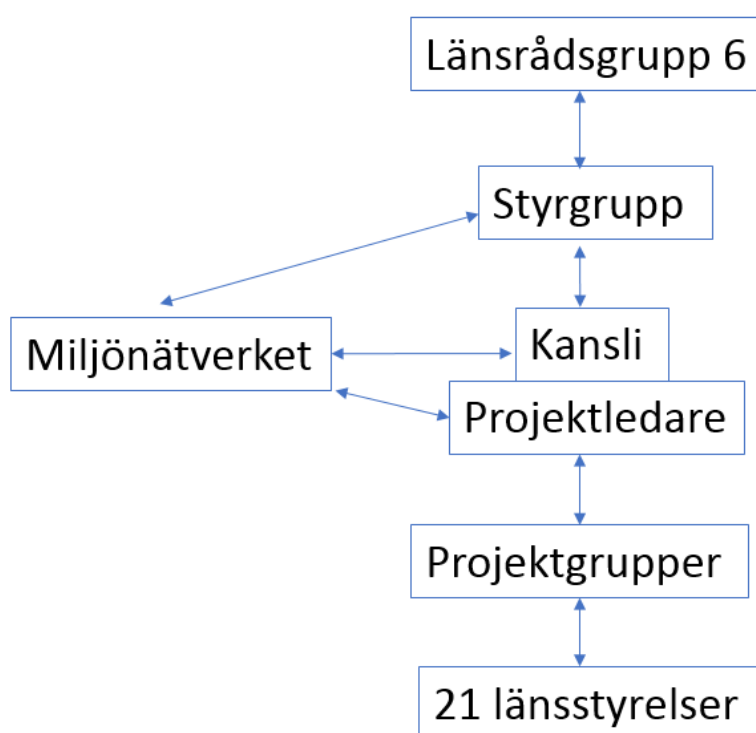 Länsrådsgrupp 6
Styrgrupp
Miljönätverket
Kansli
Projektledare
Projektgrupper
21 länsstyrelser